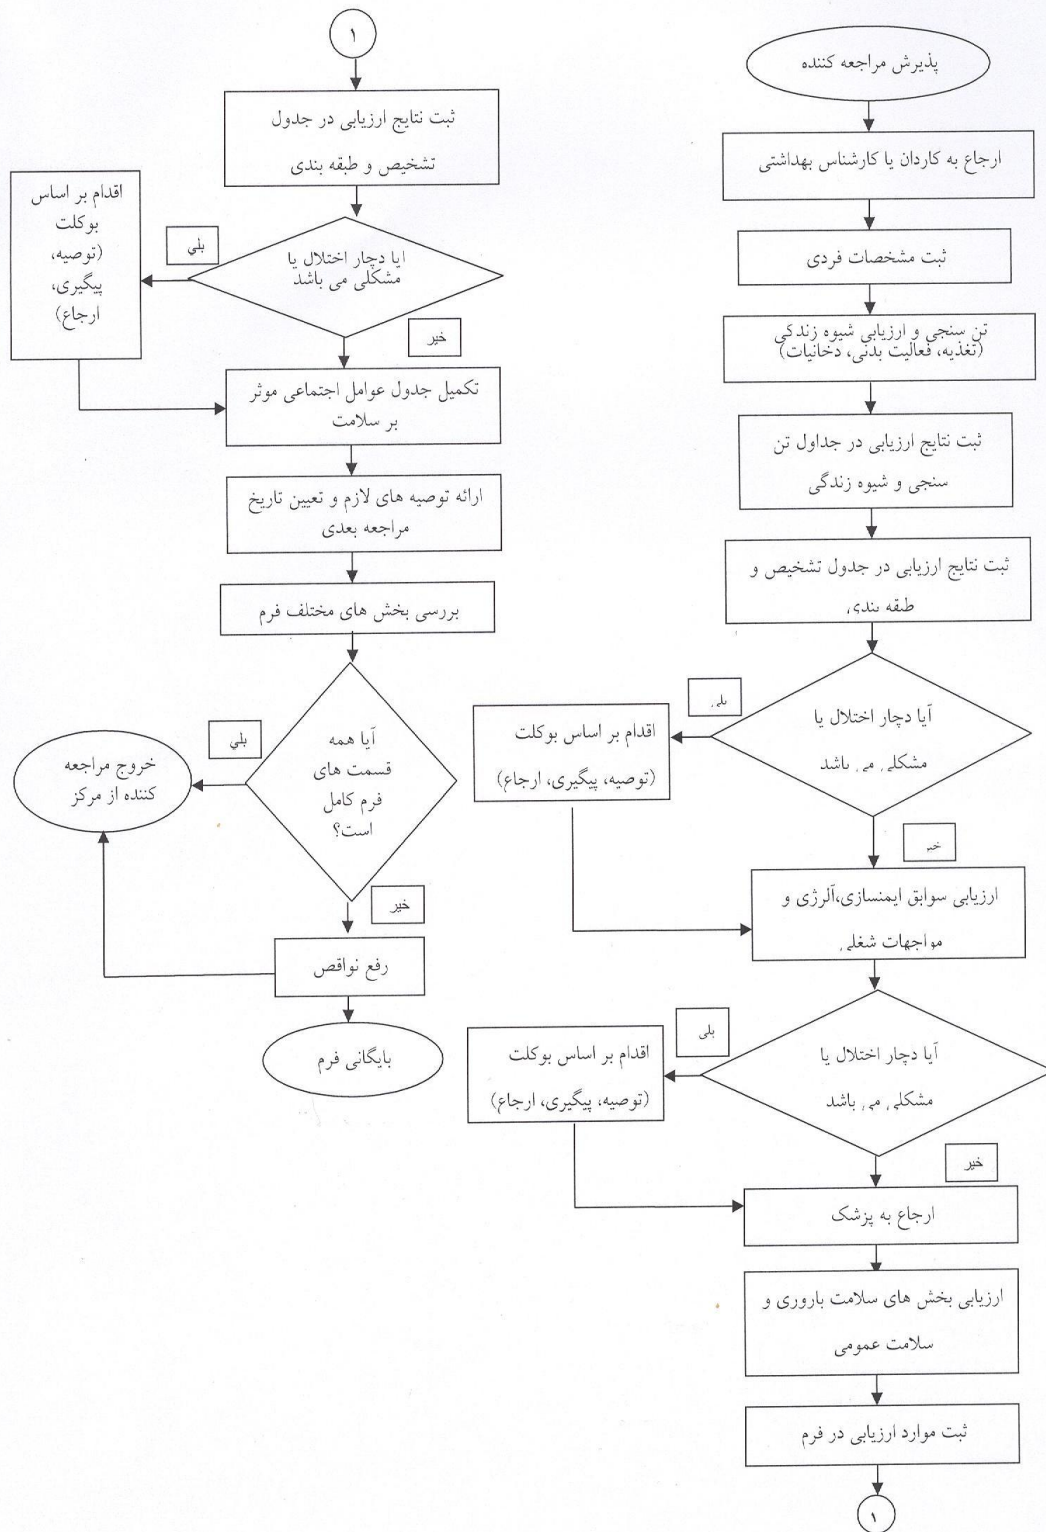 پذیرش مراجعه کننده
ارجاع به کاردان یا کارشناس بهداشتی
ثبت مشخصات فردی
تن سنجی و ارزیابی شیوه زندگی
(تغذیه، فعالیت بدنی، دخانیات)
ثبت نتایج ارزیابی در جداول تن
سنجی و شیوه زندگی
ثبت نتایج ارزیابی در جدول تشخیص و
طبقه بندی
آیا دچار اختلال یا
مشکلی می باشد
بلی
اقدام بر اساس بوکلت
(توصیه، پیگیری، ارجاع)
خیر
ارزیابی سوابق ایمنسازی،آلرژی و
مواجهات شغلی
آیا دچار اختلال یا
مشکلی می باشد
بلی
اقدام بر اساس بوکلت
(توصیه، پیگیری، ارجاع)
خیر
ارجاع به پزشک
ارزیابی بخش های سلامت باروری و
سلامت عمومی
ثبت موارد ارزیابی در فرم
۱
۱
ثبت نتایج ارزیابی در جدول
تشخیص و طبقه بندی
ایا دچار اختلال یا
مشکلی می باشد
بلي
اقدام بر اساس
بوکلت
(توصیه،
پیگیری،
ارجاع)
خیر
تکمیل جدول عوامل اجتماعی موثر
بر سلامت
ارائه توصیه های لازم و تعیین تاریخ
مراجعه بعدی
بررسی بخش های مختلف فرم
آیا همه
قسمت های
فرم کامل
است؟
بلي
خروج مراجعه
کننده از مرکز
خیر
رفع نواقص
بایگانی فرم